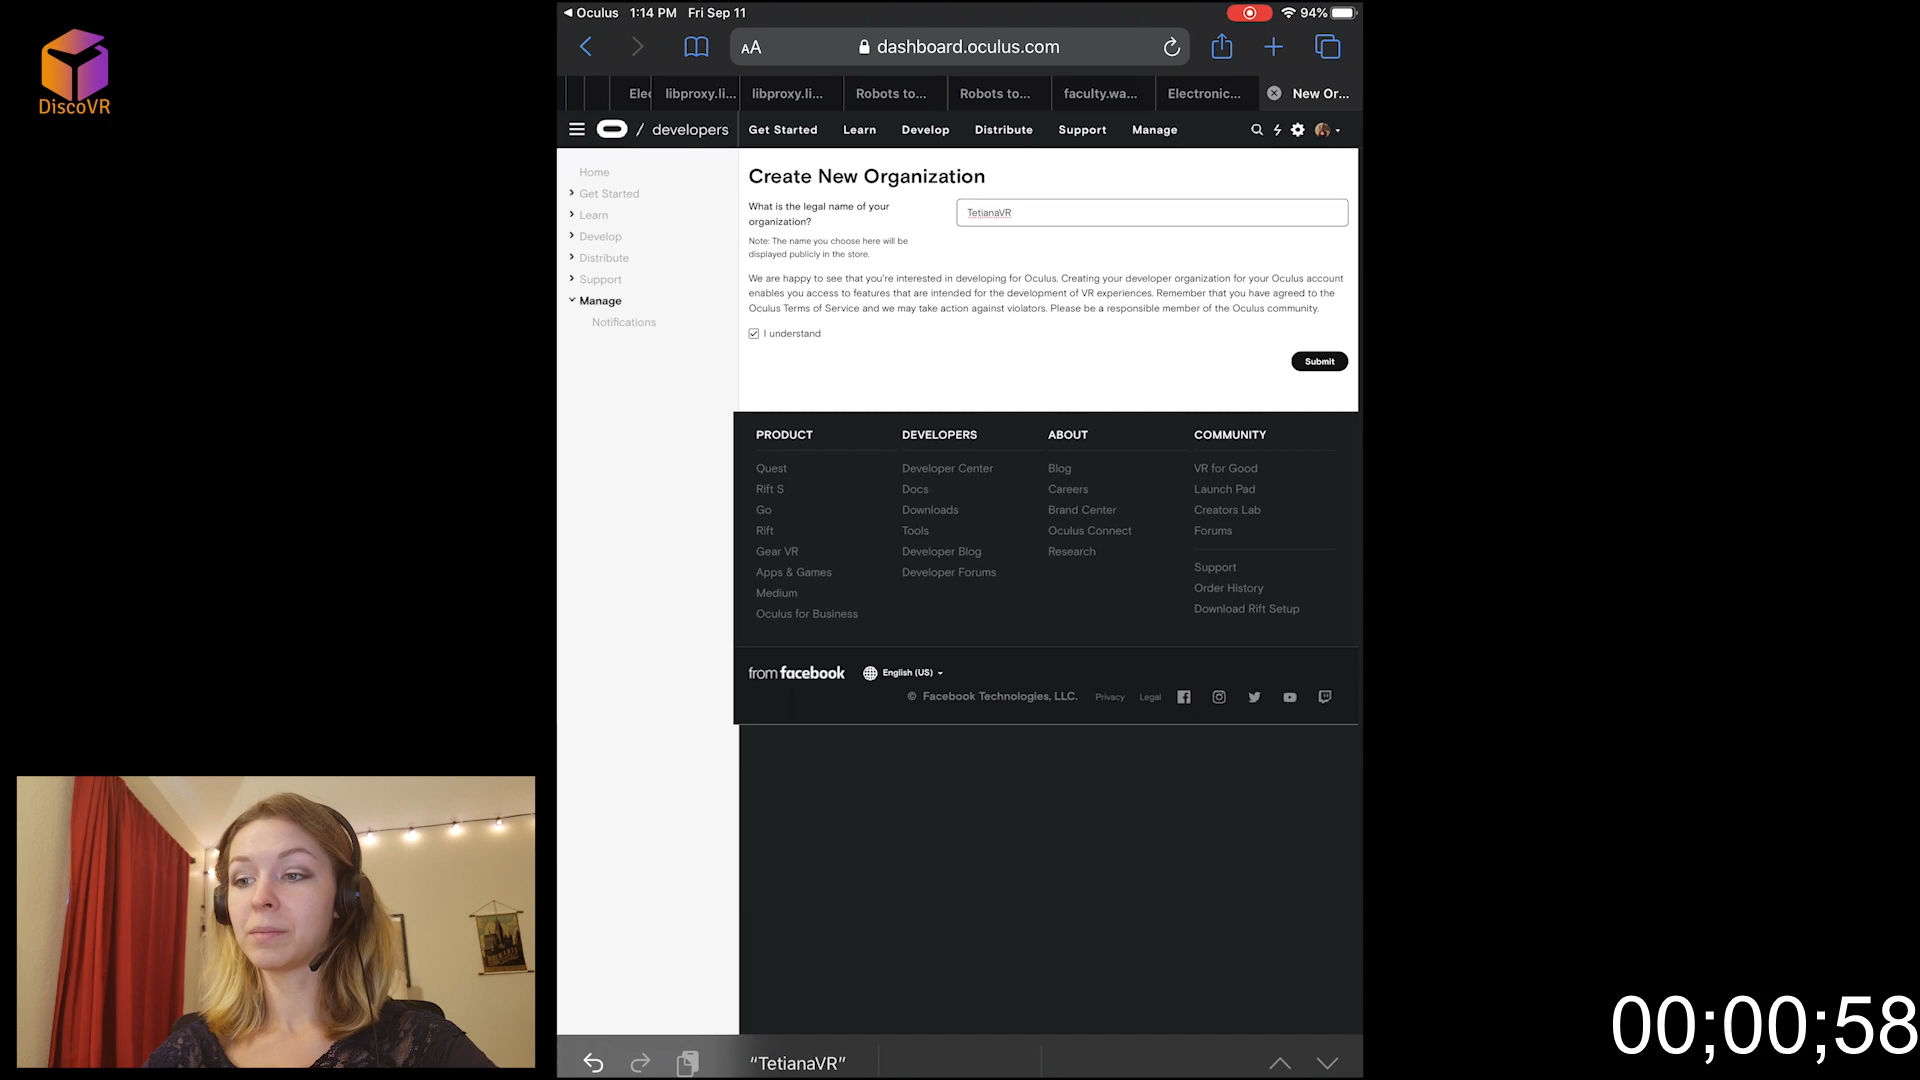 DiscoVR
Oculus 1:14 PM Fri Sep 11
94%
AA dashboard.oculus.com
Elec libproxy.li... libproxy.li... Robots to... Robots to... faculty.wa... Electronic... New Or...
/ developers Get Started Learn Develop Distribute Support Manage
Home
Get Started
Learn
Develop
Distribute
Support
Manage
Notifications
Create New Organization
What is the legal name of your
organization?
TetianaVR
Note: The name you choose here will be
displayed publicly in the store.
We are happy to see that you're interested in developing for Oculus. Creating your developer organization for your Oculus account
enables you access to features that are intended for the development of VR experiences. Remember that you have agreed to the
Oculus Terms of Service and we may take action against violators. Please be a responsible member of the Oculus community.
I understand
Submit
PRODUCT
Quest
Rift S
Go
Rift
Gear VR
Apps & Games
Medium
Oculus for Business
DEVELOPERS
Developer Center
Docs
Downloads
Tools
Developer Blog
Developer Forums
ABOUT
Blog
Careers
Brand Center
Oculus Connect
Research
COMMUNITY
VR for Good
Launch Pad
Creators Lab
Forums
Support
Order History
Download Rift Setup
from facebook English (US)
© Facebook Technologies, LLC. Privacy Legal
"TetianaVR"
HOGWARTS
00;00;58